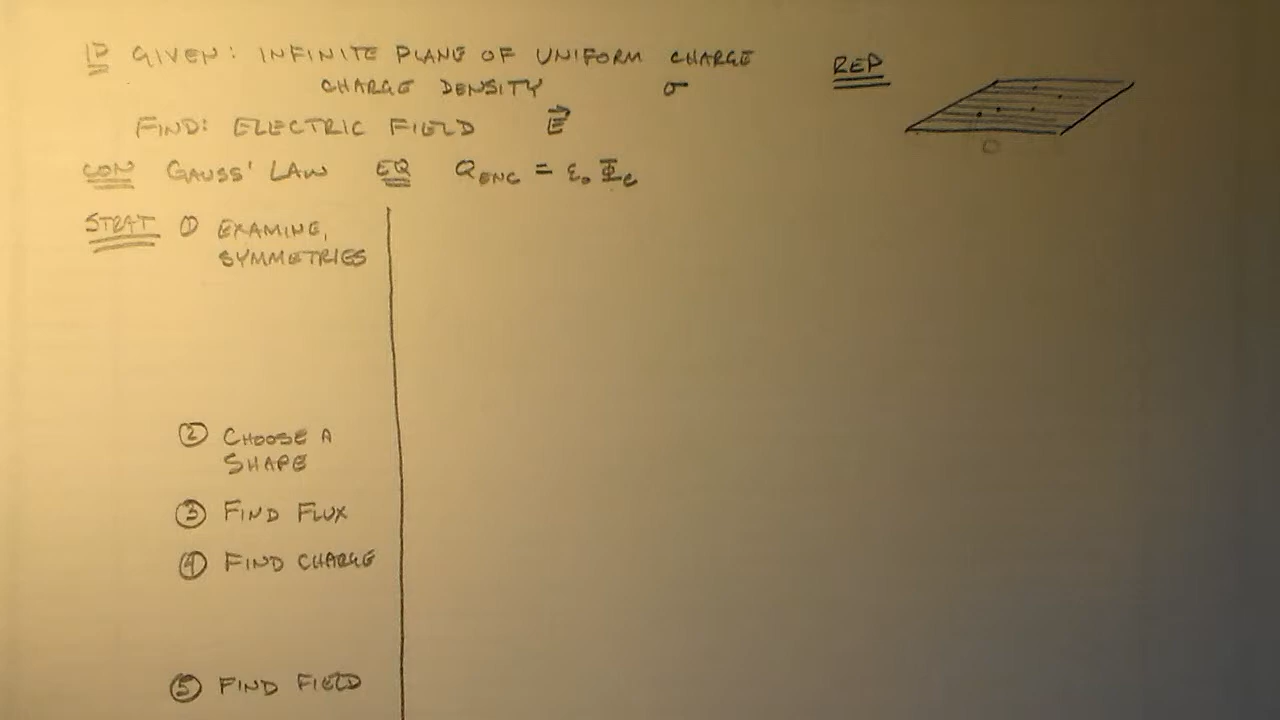 ID GIVEN: INFINITE PLANE OF UNIFORM CHARGE
CHARGE DENSITY σ
FIND: ELECTRIC FIELD E⃗
CON GAUSS' LAW EQ Q_ENC = ε₀ Φ_e
REP
σ
STRAT ① EXAMINE,
SYMMETRIES
② CHOOSE A
SHAPE
③ FIND FLUX
④ FIND CHARGE
⑤ FIND FIELD